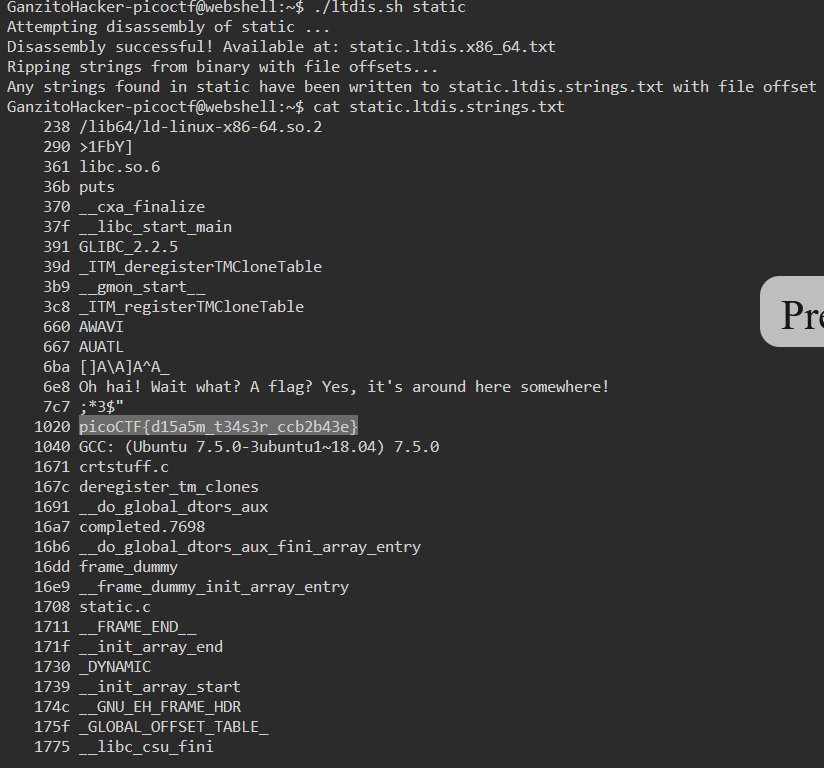 GanzitoHacker-picoctf@webshell:~$ ./ltdis.sh static
Attempting disassembly of static ...
Disassembly successful! Available at: static.ltdis.x86_64.txt
Ripping strings from binary with file offsets...
Any strings found in static have been written to static.ltdis.strings.txt with file offset
GanzitoHacker-picoctf@webshell:~$ cat static.ltdis.strings.txt
238 /lib64/ld-linux-x86-64.so.2
290 >1FbY]
361 libc.so.6
36b puts
370 __cxa_finalize
37f __libc_start_main
391 GLIBC_2.2.5
39d _ITM_deregisterTMCloneTable
3b9 __gmon_start__
3c8 _ITM_registerTMCloneTable
660 AWAVI
667 AUATL
6ba []A\A]A^A_
6e8 Oh hai! Wait what? A flag? Yes, it's around here somewhere!
7c7 ;*3$"
1020 picoCTF{d15a5m_t34s3r_ccb2b43e}
1040 GCC: (Ubuntu 7.5.0-3ubuntu1~18.04) 7.5.0
1671 crtstuff.c
167c deregister_tm_clones
1691 __do_global_dtors_aux
16a7 completed.7698
16b6 __do_global_dtors_aux_fini_array_entry
16dd frame_dummy
16e9 __frame_dummy_init_array_entry
1708 static.c
1711 __FRAME_END__
171f __init_array_end
1730 _DYNAMIC
1739 __init_array_start
174c __GNU_EH_FRAME_HDR
175f _GLOBAL_OFFSET_TABLE_
1775 __libc_csu_fini